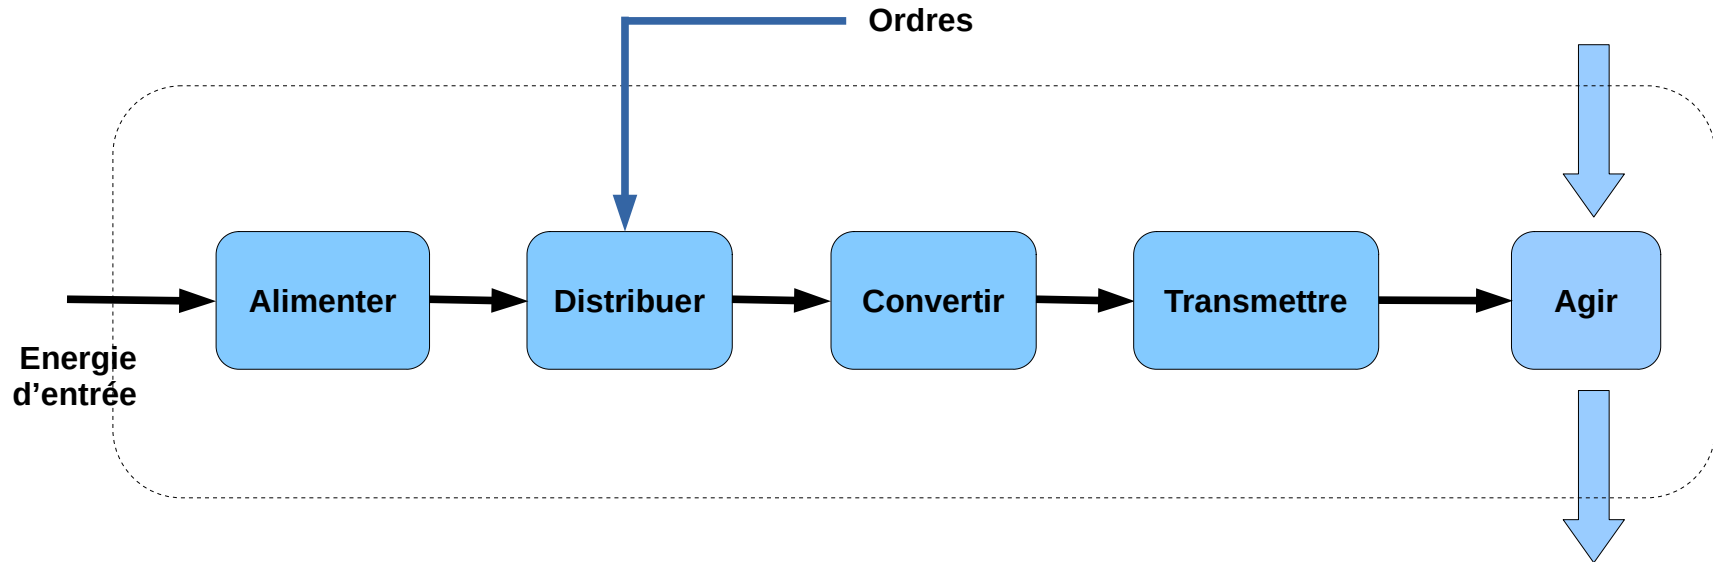 Ordres
Alimenter
Distribuer
Convertir
Transmettre
Agir
Energie
d’entrée